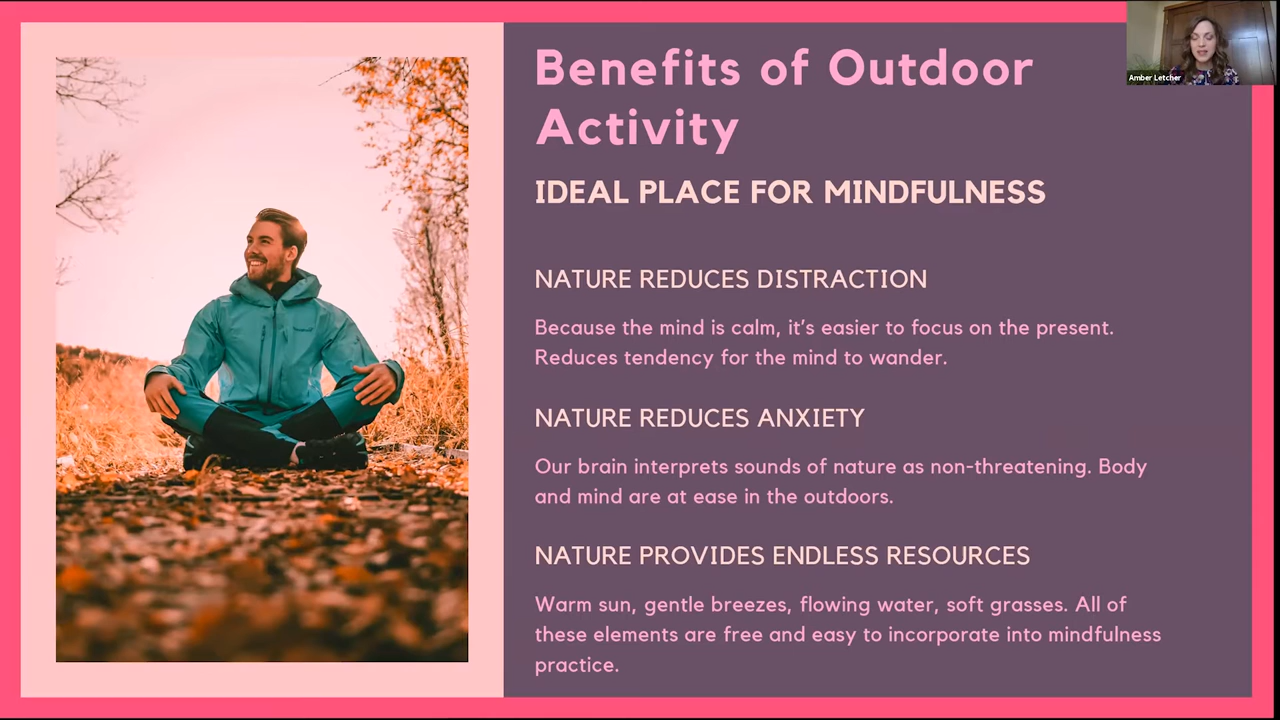 Benefits of Outdoor
Activity
IDEAL PLACE FOR MINDFULNESS
NATURE REDUCES DISTRACTION
Because the mind is calm, it’s easier to focus on the present.
Reduces tendency for the mind to wander.
NATURE REDUCES ANXIETY
Our brain interprets sounds of nature as non-threatening. Body
and mind are at ease in the outdoors.
NATURE PROVIDES ENDLESS RESOURCES
Warm sun, gentle breezes, flowing water, soft grasses. All of
these elements are free and easy to incorporate into mindfulness
practice.
Amber Letcher